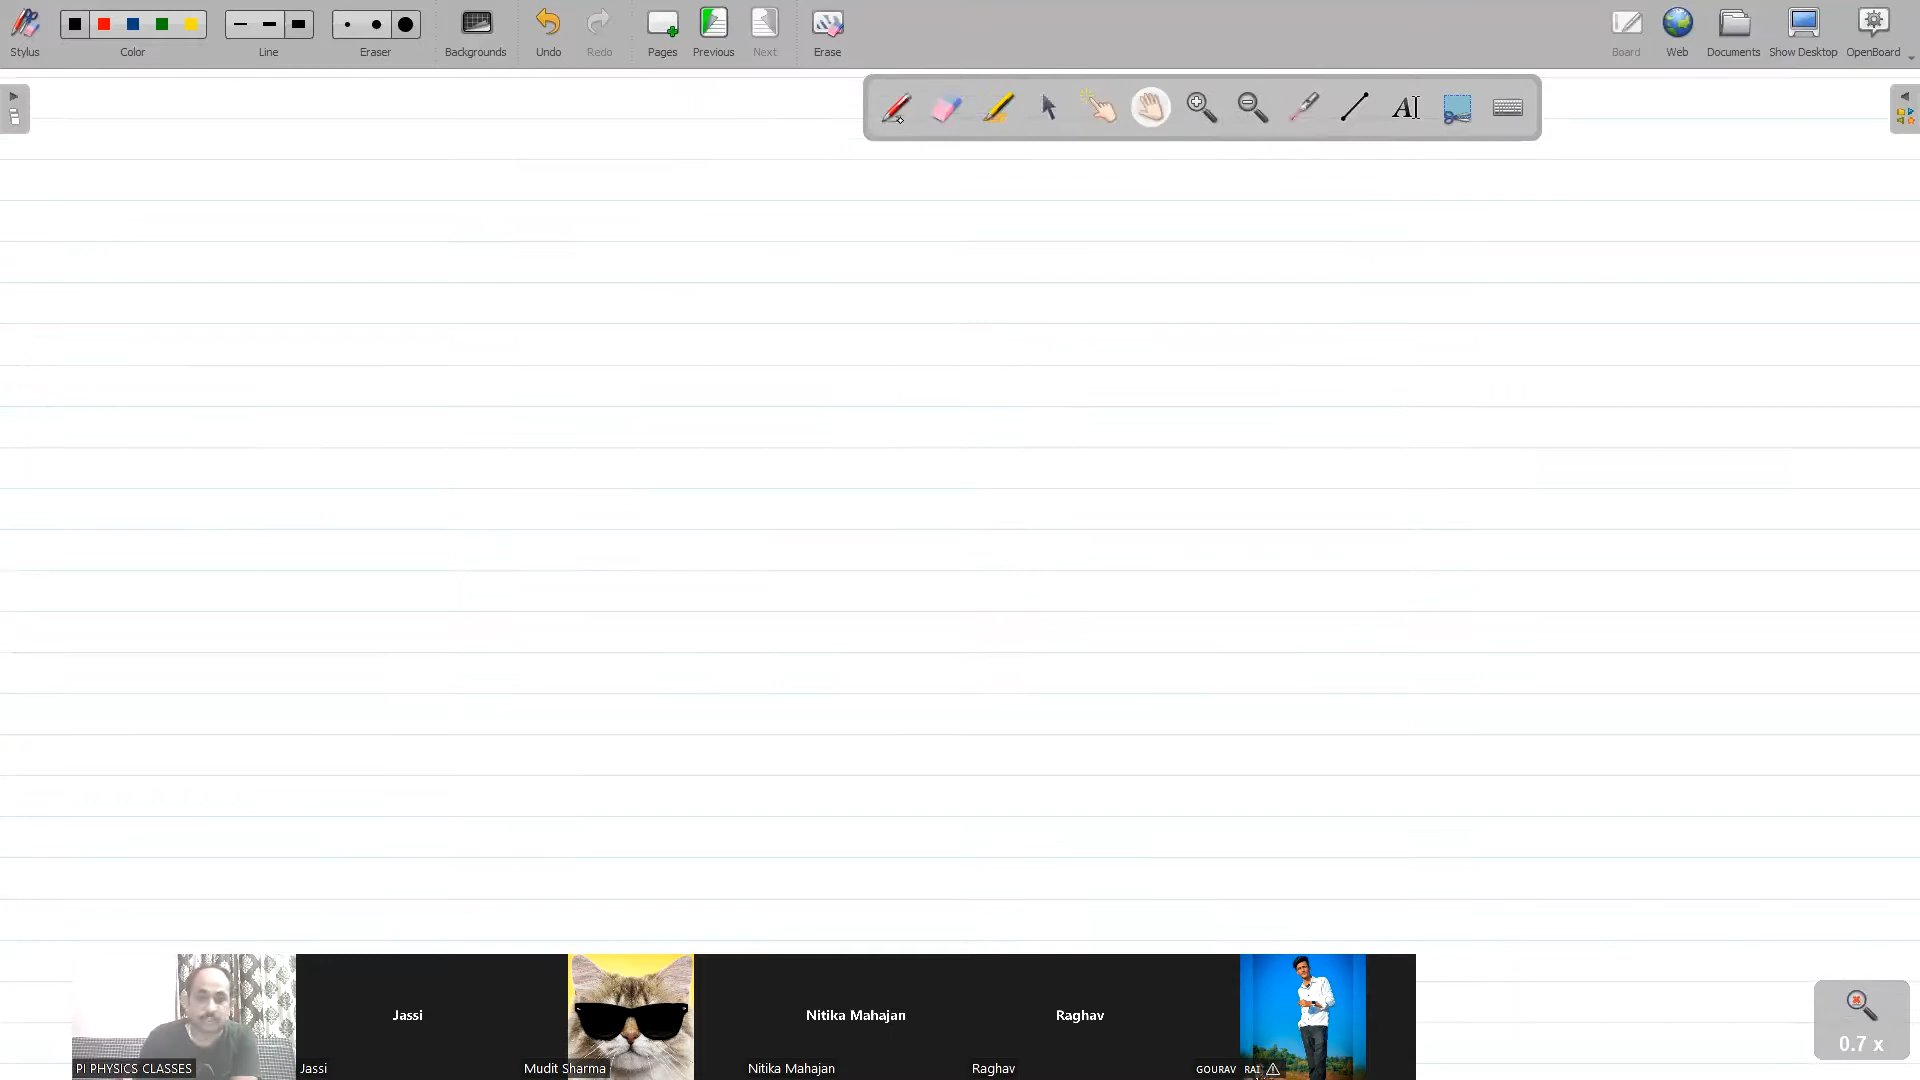 Stylus
Color
Line
Eraser
Backgrounds
Undo
Redo
Pages
Previous
Next
Erase
Board
Web
Documents
Show Desktop
OpenBoard
AI
PI PHYSICS CLASSES
Jassi
Jassi
Mudit Sharma
Nitika Mahajan
Nitika Mahajan
Raghav
Raghav
GOURAV RAI
0.7 x